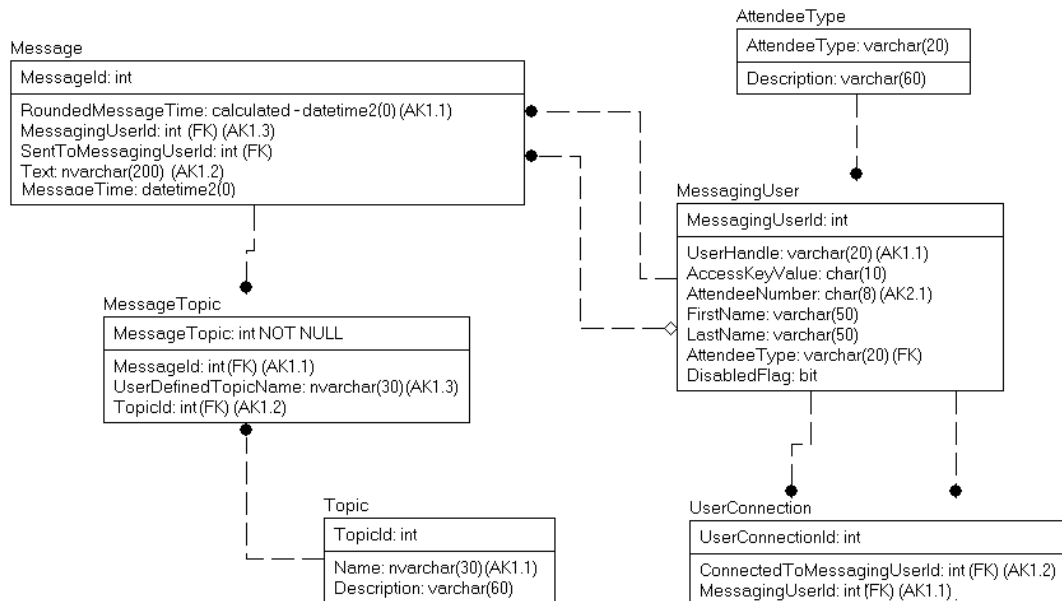 AttendeeType
AttendeeType: varchar(20)
Description: varchar(60)
Message
MessageId: int
RoundedMessageTime: calculated - datetime2(0) (AK1.1)
MessagingUserId: int (FK) (AK1.3)
SentToMessagingUserId: int (FK)
Text: nvarchar(200) (AK1.2)
MessageTime: datetime2(0)
MessagingUser
MessagingUserId: int
UserHandle: varchar(20) (AK1.1)
AccessKeyValue: char(10)
AttendeeNumber: char(8) (AK2.1)
FirstName: varchar(50)
LastName: varchar(50)
AttendeeType: varchar(20) (FK)
DisabledFlag: bit
MessageTopic
MessageTopic: int NOT NULL
MessageId: int (FK) (AK1.1)
UserDefinedTopicName: nvarchar(30) (AK1.3)
TopicId: int (FK) (AK1.2)
Topic
TopicId: int
Name: nvarchar(30) (AK1.1)
Description: varchar(60)
UserConnection
UserConnectionId: int
ConnectedToMessagingUserId: int (FK) (AK1.2)
MessagingUserId: int (FK) (AK1.1)